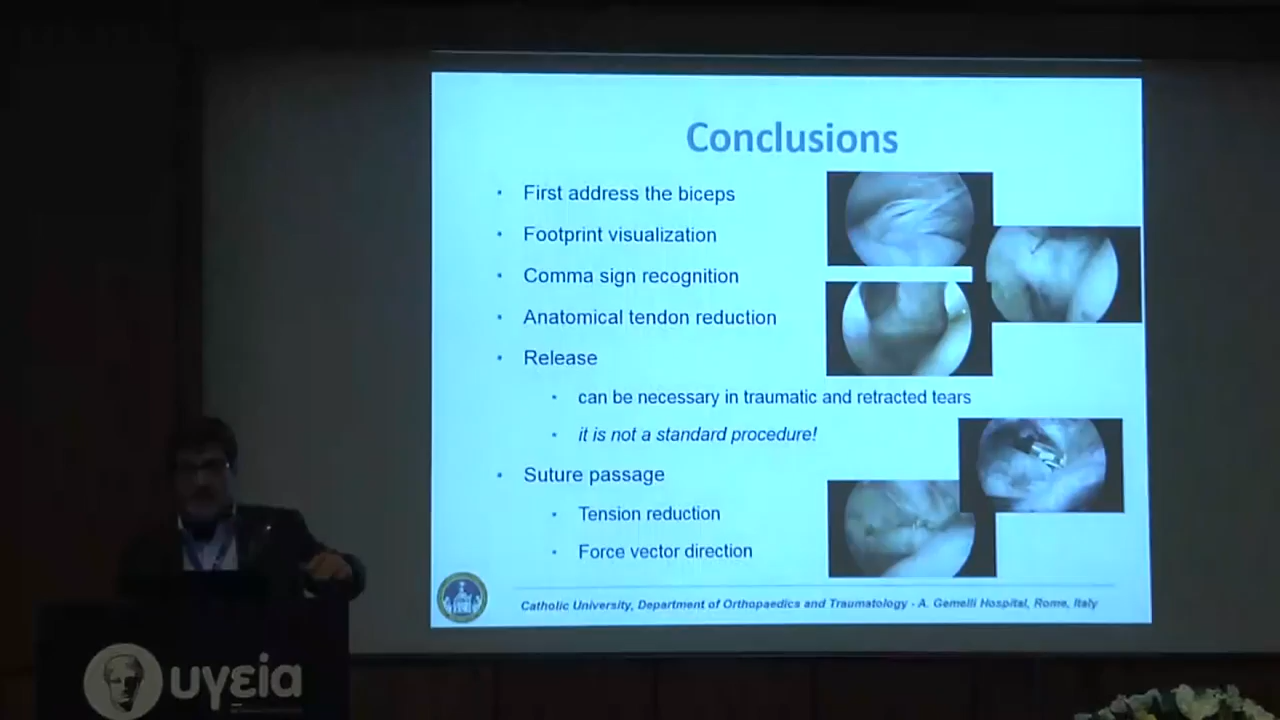 Conclusions
First address the biceps
Footprint visualization
Comma sign recognition
Anatomical tendon reduction
Release
can be necessary in traumatic and retracted tears
it is not a standard procedure!
Suture passage
Tension reduction
Force vector direction
Catholic University, Department of Orthopaedics and Traumatology - A. Gemelli Hospital, Rome, Italy
υγεία